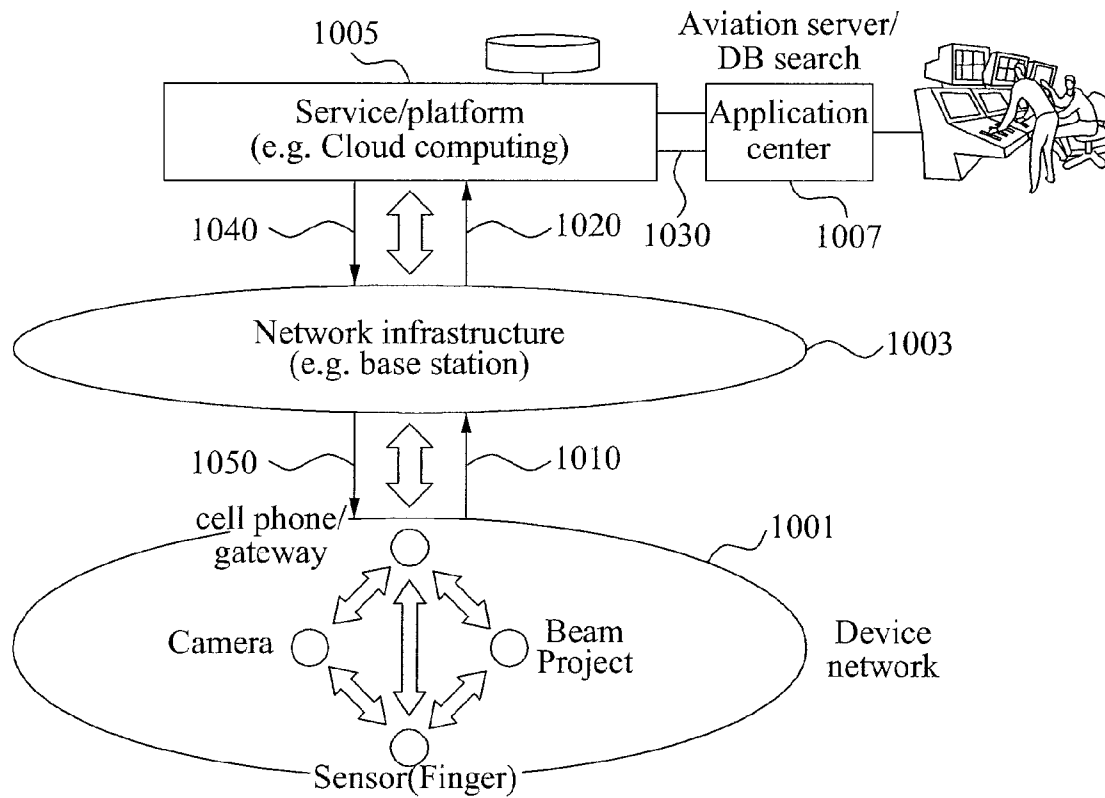 1005
Aviation server/
DB search
Service/platform
(e.g. Cloud computing)
Application
center
1040
1020
1030
1007
Network infrastructure
(e.g. base station)
1003
1050
1010
cell phone/
gateway
1001
Camera
Beam
Project
Device
network
Sensor(Finger)